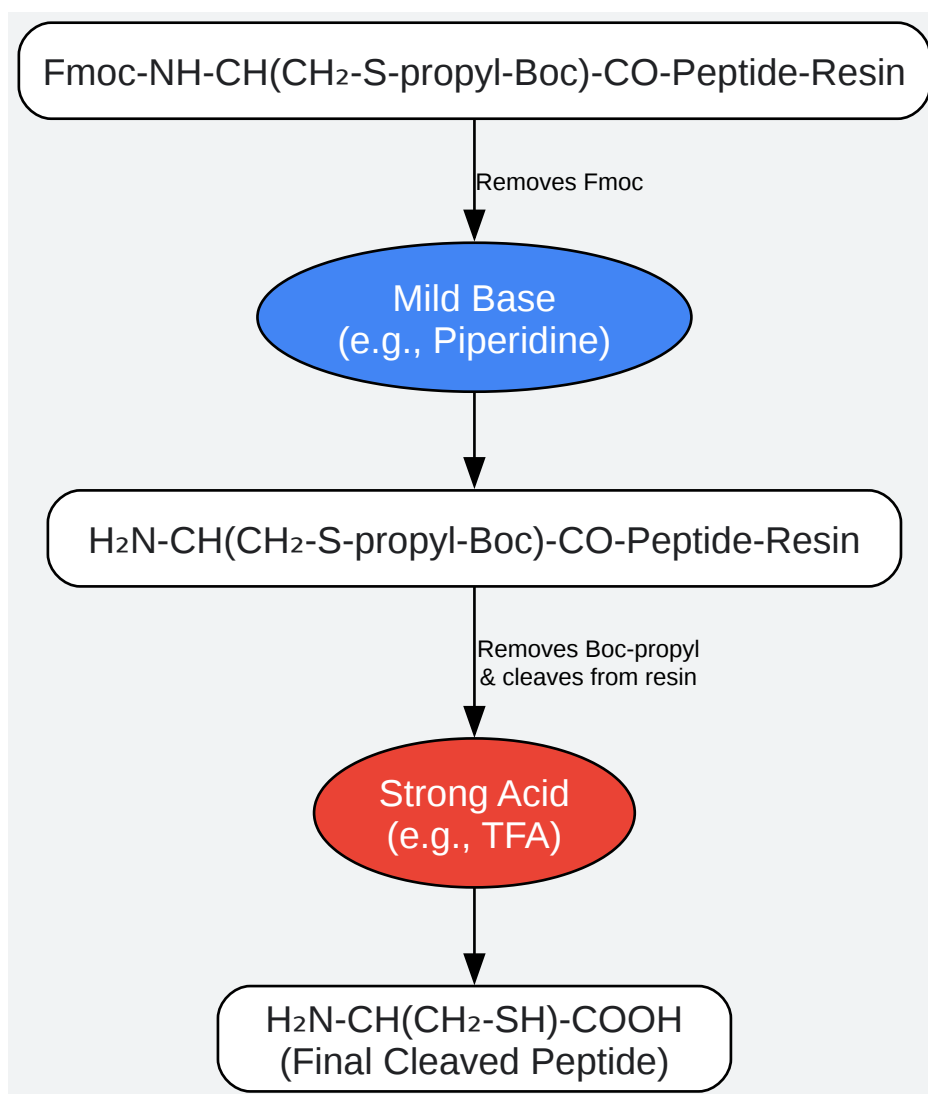 Fmoc-NH-CH(CH₂-S-propyl-Boc)-CO-Peptide-Resin
Removes Fmoc
Mild Base
(e.g., Piperidine)
H₂N-CH(CH₂-S-propyl-Boc)-CO-Peptide-Resin
Removes Boc-propyl
& cleaves from resin
Strong Acid
(e.g., TFA)
H₂N-CH(CH₂-SH)-COOH
(Final Cleaved Peptide)